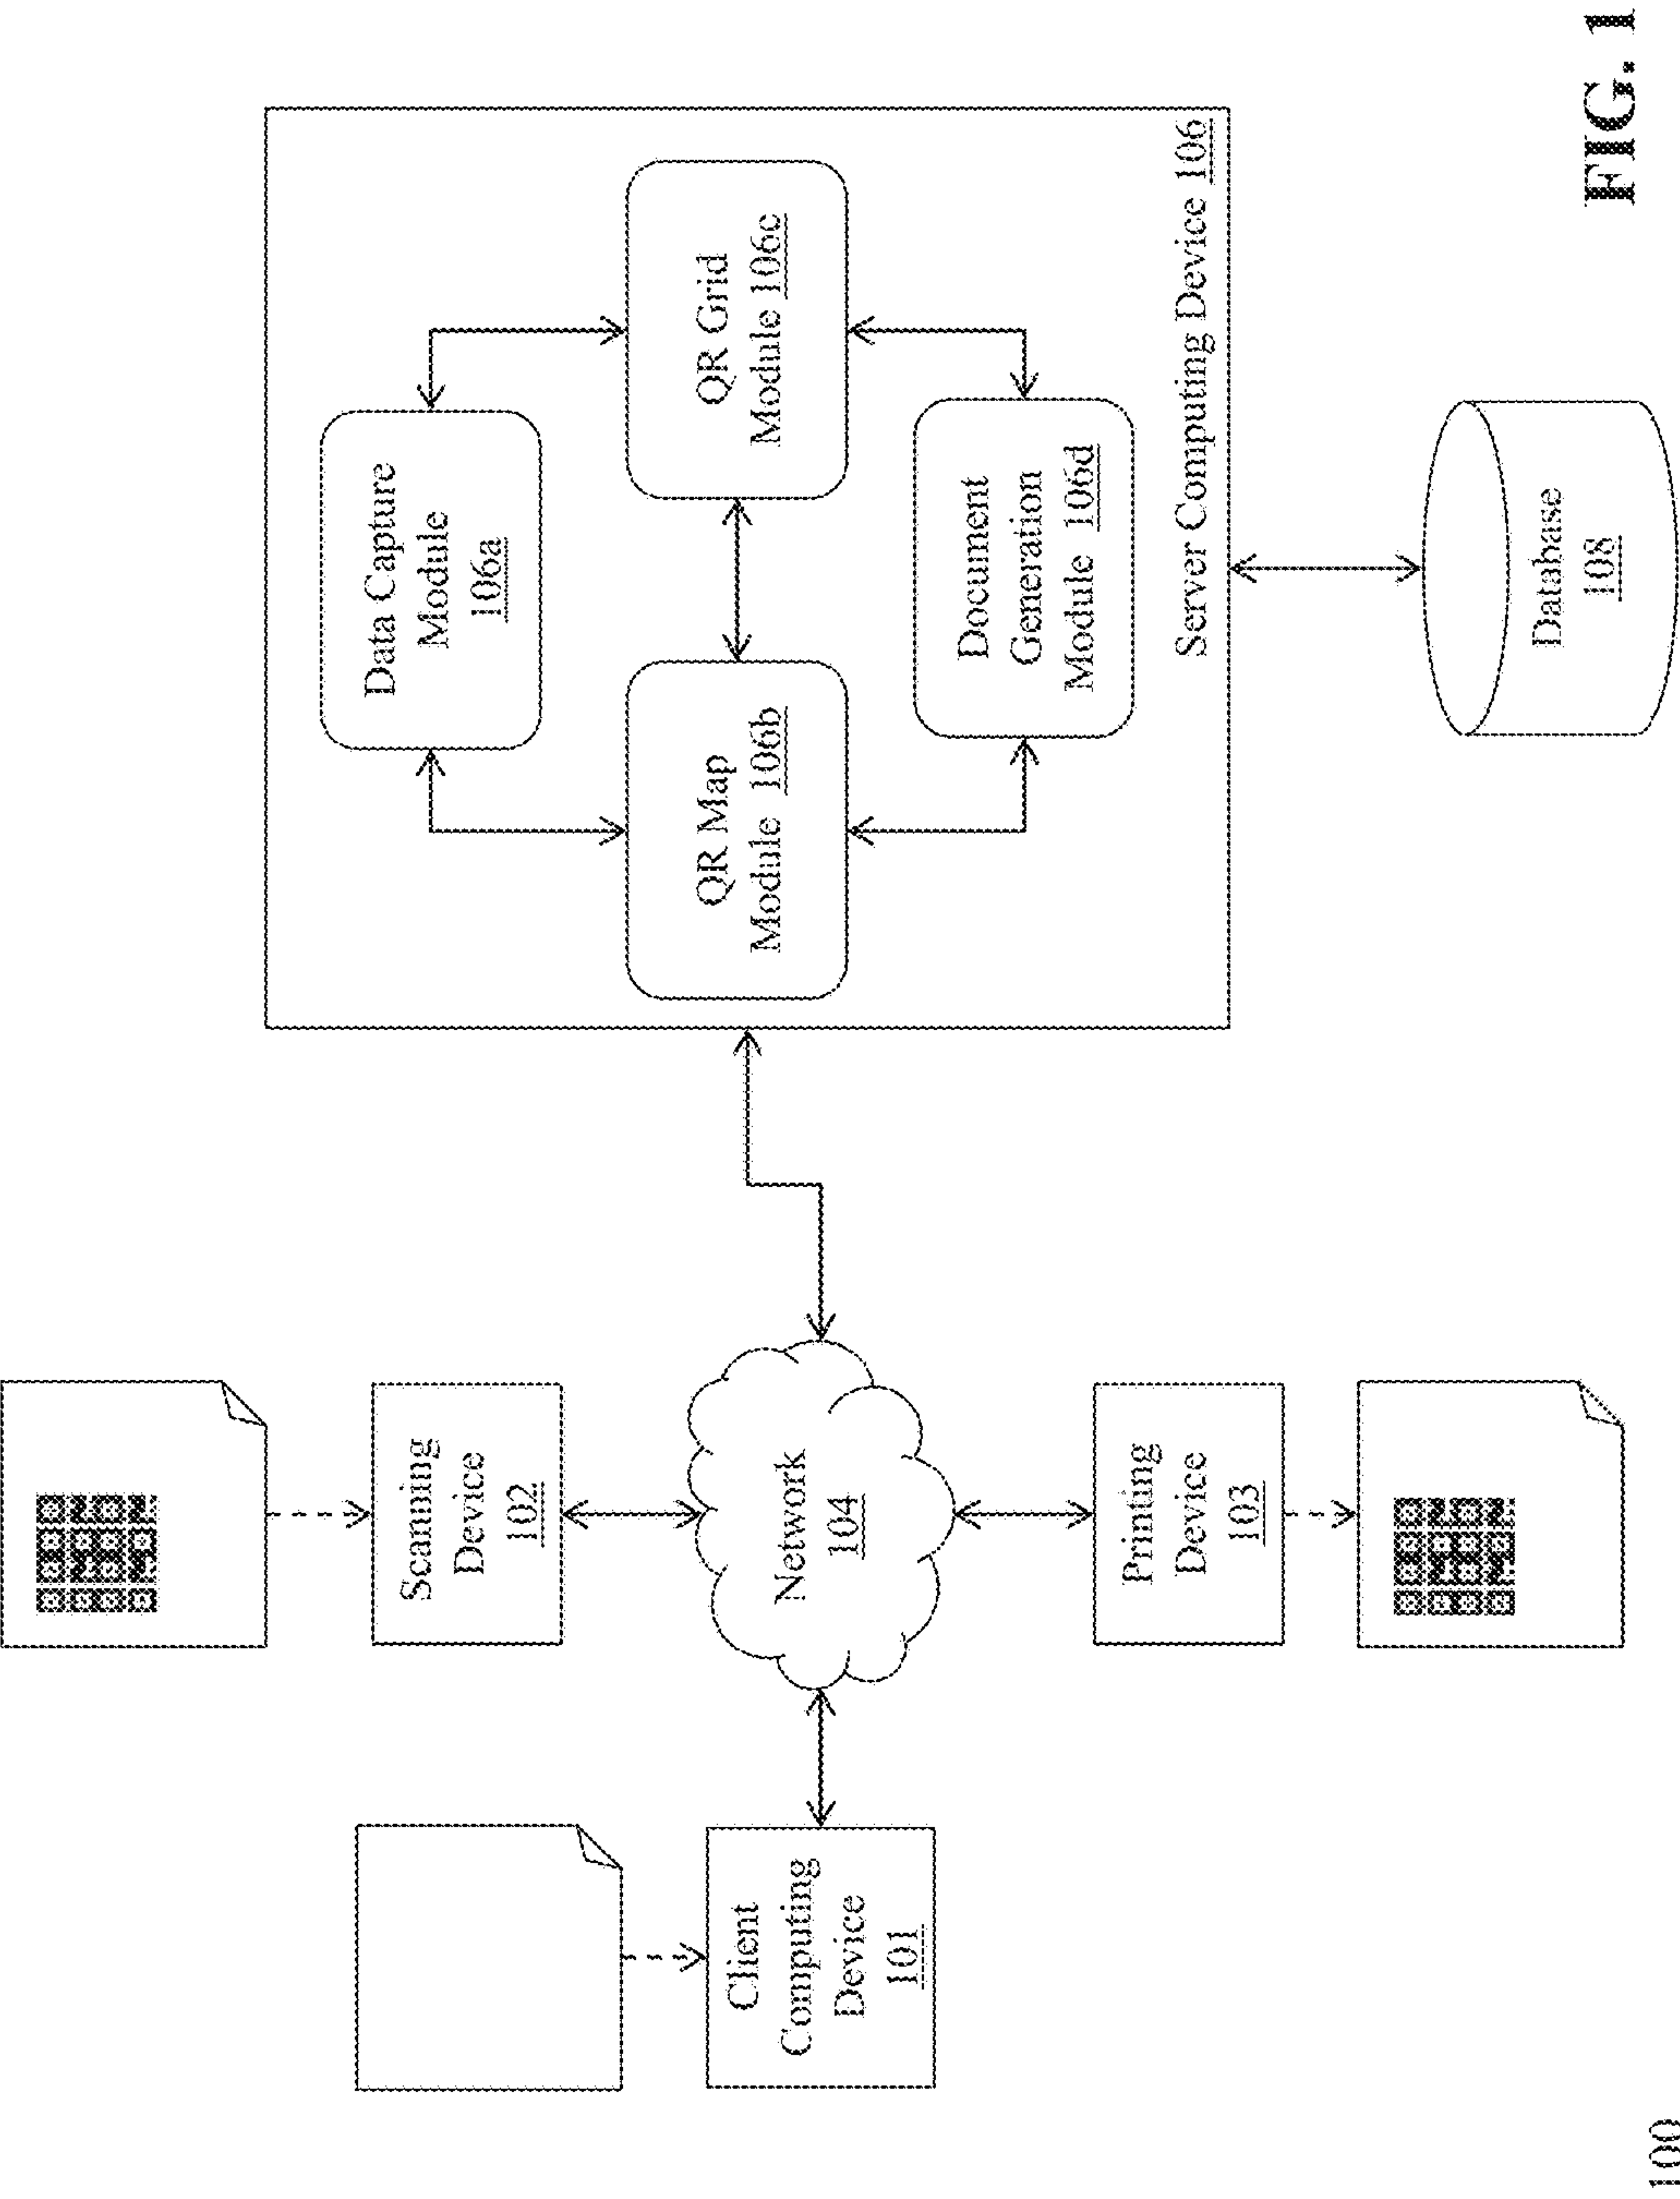 Scanning
Device
102
Client
Computing
Device
101
Network
104
Printing
Device
103
Data Capture
Module
106a
QR Map
Module 106b
QR Grid
Module 106c
Document
Generation
Module 106d
Server Computing Device 106
Database
108
100
FIG. 1